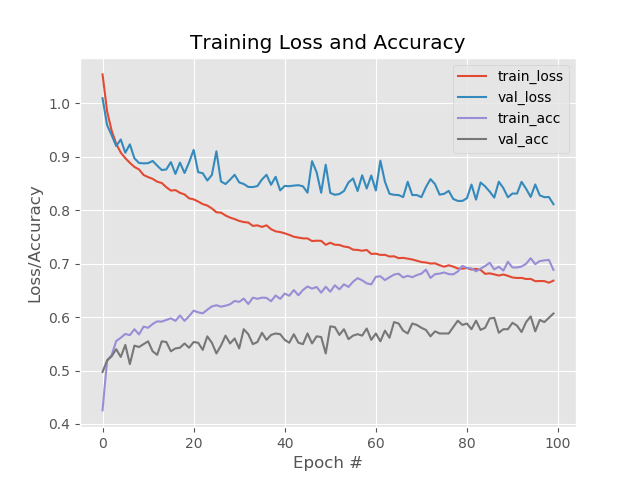 Training Loss and Accuracy
train_loss
val_loss
train_acc
val_acc
Loss/Accuracy
1.0
0.9
0.8
0.7
0.6
0.5
0.4
0
20
40
60
80
100
Epoch #